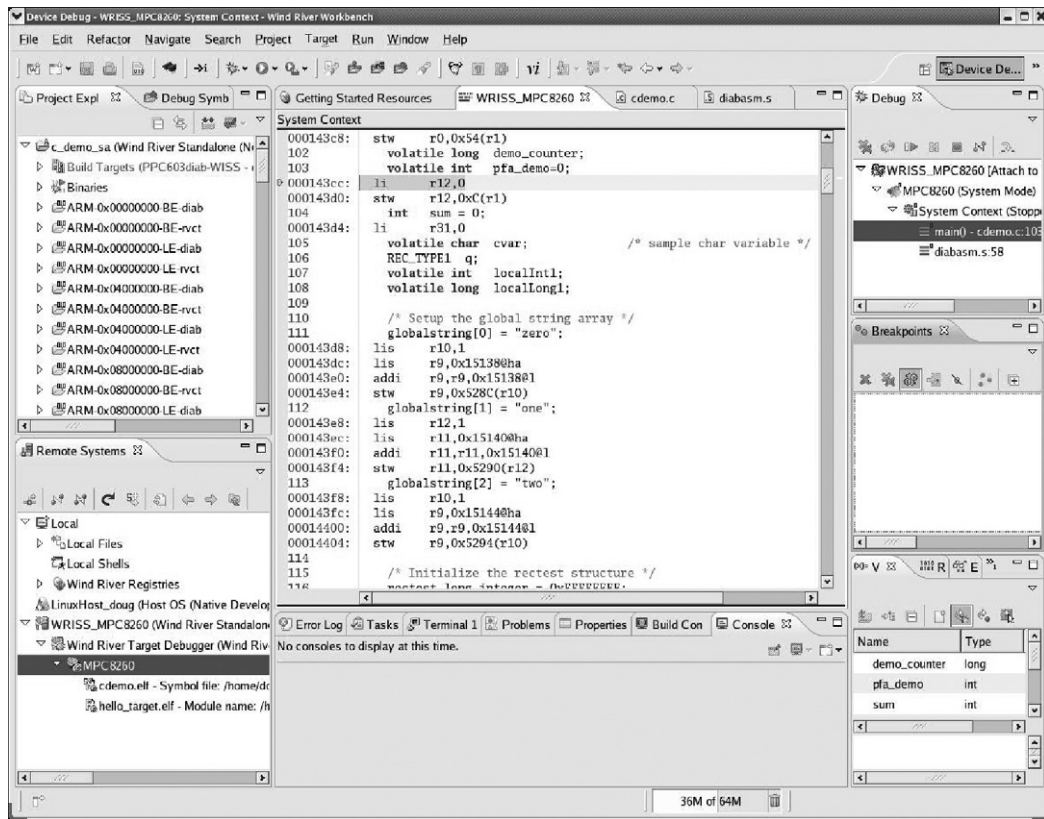 Device Debug - WRISS_MPC8260: System Context - Wind River Workbench
File Edit Refactor Navigate Search Project Target Run Window Help
Device De...
Project Expl
Debug Symb
c_demo_sa (Wind River Standalone (Ni
Build Targets (PPC603diab-WISS -
Binaries
ARM-0x00000000-BE-diab
ARM-0x00000000-BE-rvct
ARM-0x00000000-LE-diab
ARM-0x00000000-LE-rvct
ARM-0x04000000-BE-diab
ARM-0x04000000-BE-rvct
ARM-0x04000000-LE-diab
ARM-0x04000000-LE-rvct
ARM-0x08000000-BE-diab
ARM-0x08000000-BE-rvct
ARM-0x08000000-LE-diab
Remote Systems
Local
Local Files
Local Shells
Wind River Registries
LinuxHost_doug (Host OS (Native Develop
WRISS_MPC8260 (Wind River Standalon
Wind River Target Debugger (Wind Riv
MPC8260
cdemo.elf - Symbol file: /home/do
hello_target.elf - Module name: /h
Getting Started Resources
WRISS_MPC8260
cdemo.c
diabasm.s
System Context
000143c8: stw r0,0x54(r1)
102 volatile long demo_counter;
103 volatile int pfa_demo=0;
000143cc: li r12,0
000143d0: stw r12,0xC(r1)
104 int sum = 0;
000143d4: li r31,0
105 volatile char cvar; /* sample char variable */
106 REC_TYPE1 q;
107 volatile int localInt1;
108 volatile long localLong1;
109
110 /* Setup the global string array */
111 globalstring[0] = "zero";
000143d8: lis r10,1
000143dc: lis r9,0x15138@ha
000143e0: addi r9,r9,0x15138@l
000143e4: stw r9,0x528C(r10)
112 globalstring[1] = "one";
000143e8: lis r12,1
000143ec: lis r11,0x15140@ha
000143f0: addi r11,r11,0x15140@l
000143f4: stw r11,0x5290(r12)
113 globalstring[2] = "two";
000143f8: lis r10,1
000143fc: lis r9,0x15144@ha
00014400: addi r9,r9,0x15144@l
00014404: stw r9,0x5294(r10)
114
115 /* Initialize the rectest structure */
116
Error Log
Tasks
Terminal 1
Problems
Properties
Build Con
Console
No consoles to display at this time.
Debug
WRISS_MPC8260 [Attach to
MPC8260 (System Mode)
System Context (Stopp
main() - cdemo.c:103
diabasm.s:58
Breakpoints
V
R
E
Name Type
demo_counter long
pfa_demo int
sum int
36M of 64M